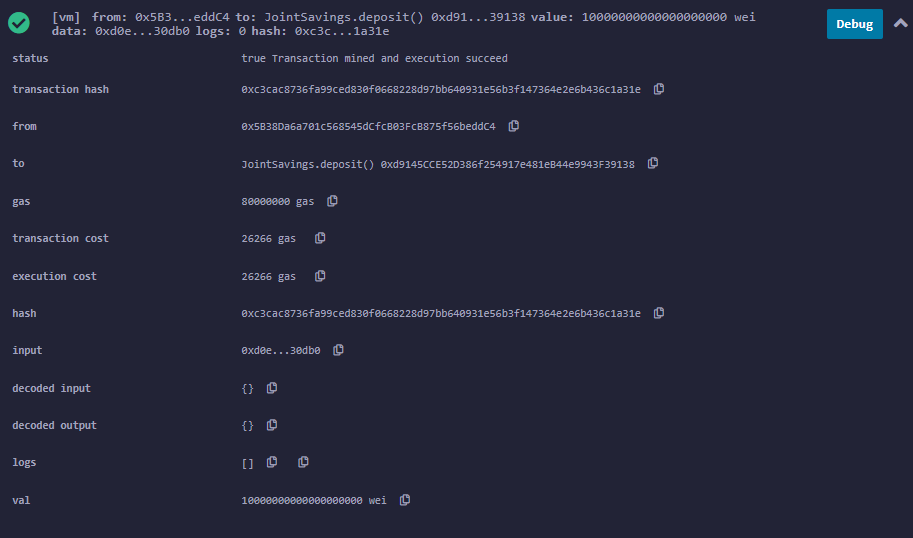 [vm] from: 0x5B3...eddC4 to: JointSavings.deposit() 0xd91...39138 value: 10000000000000000000 wei
data: 0xd0e...30db0 logs: 0 hash: 0xc3c...1a31e
Debug
status true Transaction mined and execution succeed
transaction hash 0xc3cac8736fa99ced830f0668228d97bb640931e56b3f147364e2e6b436c1a31e
from 0x5B38Da6a701c568545dCfcB03FcB875f56beddC4
to JointSavings.deposit() 0xd9145CCE52D386f254917e481eB44e9943F39138
gas 80000000 gas
transaction cost 26266 gas
execution cost 26266 gas
hash 0xc3cac8736fa99ced830f0668228d97bb640931e56b3f147364e2e6b436c1a31e
input 0xd0e...30db0
decoded input {}
decoded output {}
logs []
val 10000000000000000000 wei